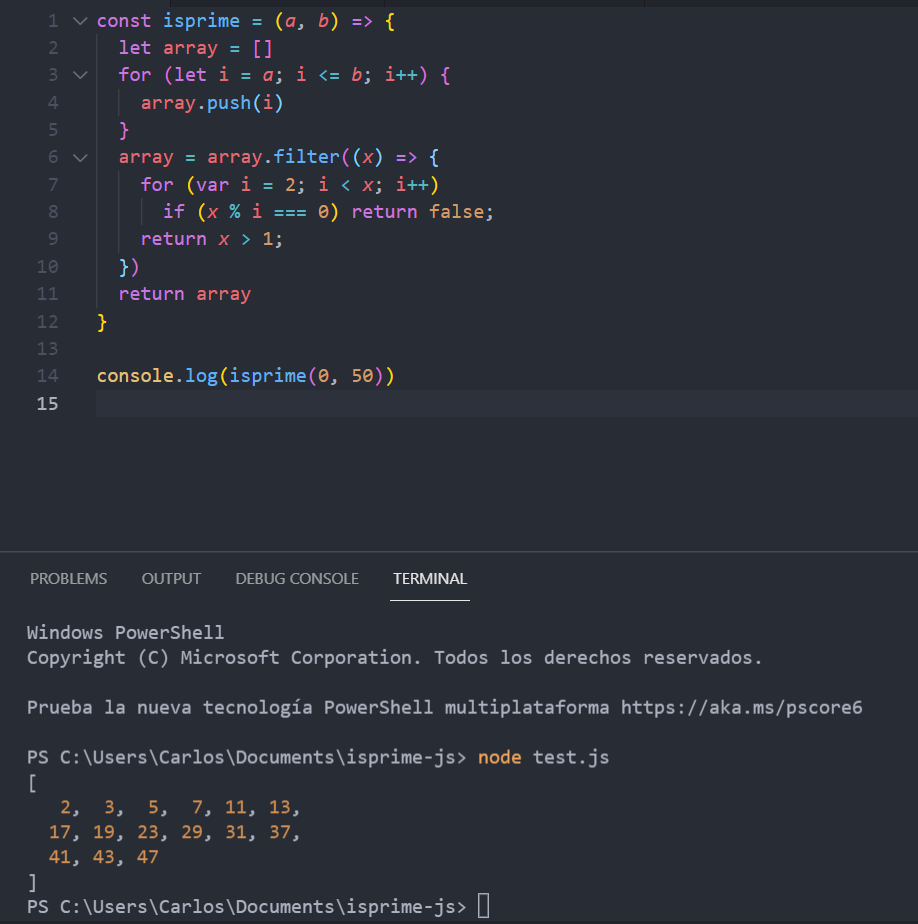 1 const isprime = (a, b) => {
2 let array = []
3 for (let i = a; i <= b; i++) {
4 array.push(i)
5 }
6 array = array.filter((x) => {
7 for (var i = 2; i < x; i++)
8 if (x % i === 0) return false;
9 return x > 1;
10 })
11 return array
12 }
13
14 console.log(isprime(0, 50))
15
PROBLEMS OUTPUT DEBUG CONSOLE TERMINAL
Windows PowerShell
Copyright (C) Microsoft Corporation. Todos los derechos reservados.
Prueba la nueva tecnología PowerShell multiplataforma https://aka.ms/pscore6
PS C:\Users\Carlos\Documents\isprime-js> node test.js
[
2, 3, 5, 7, 11, 13,
17, 19, 23, 29, 31, 37,
41, 43, 47
]
PS C:\Users\Carlos\Documents\isprime-js>